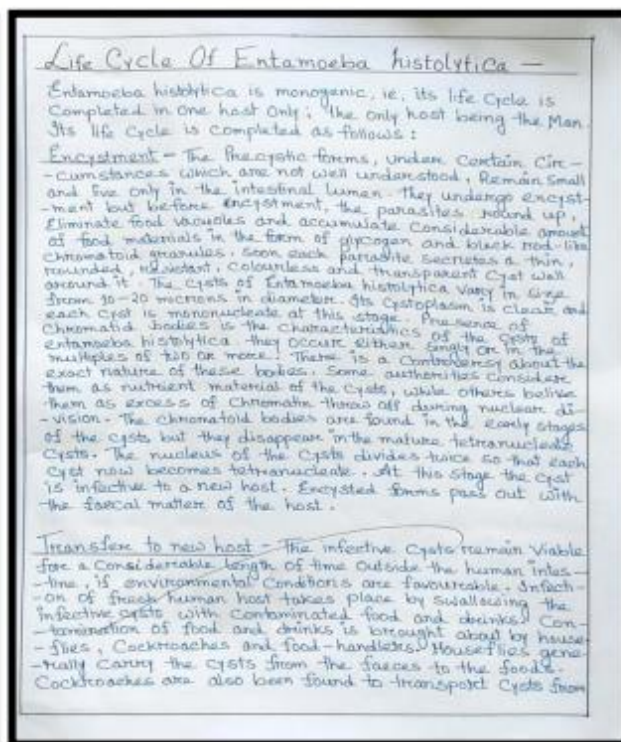 Life Cycle Of Entamoeba histolytica —
Entamoeba histolytica is monogenic, ie, its life cycle is
completed in one host only; the only host being the Man.
Its life cycle is completed as follows :
Encystment - The Precystic forms, under Certain Cir-
-cumstances which are not well understood, Remain Small
and live only in the intestinal lumen. they undergo encyst-
-ment but before encystment, the parasites round up,
Eliminate food vacuoles and accumulate considerable amount
of food materials in the form of glycogen and black rod-like
chromatoid granules. soon each parasite secretes a thin,
rounded, resistant, colourless and transparent cyst wall
around it. The cysts of Entamoeba histolytica vary in size
from 10-20 microns in diameter. Its cystoplasm is clear and
each cyst is mononucleate at this stage. Presence of
Chromatid bodies is the characteristics of the cysts of
entamoeba histolytica they occur either singly or in the
multiples of two or more. There is a controversy about the
exact nature of these bodies. Some authorities consider
them as nutrient material of the cysts, while others belive
them as excess of Chromatin throw off during nuclear di-
-vision. The chromatoid bodies are found in the early stages
of the cysts but they disappear in the mature tetranucleate
cysts. The nucleus of the cysts divides twice so that each
cyst now becomes tetranucleate. At this stage the cyst
is infective to a new host. Encysted forms pass out with
the faecal matter of the host.
Transfer to new host - The infective cysts remain viable
for a considerable length of time outside the human intes-
-tine, if environmental conditions are favourable. Infecti-
-on of fresh human host takes place by swallowing the
infective cysts with contaminated food and drinks. Con-
-tamination of food and drinks is brought about by house-
-flies, Cockroaches and food-handlers. Houseflies gene-
-rally carry the cysts from the faeces to the foods.
Cockroaches are also been found to transport cysts from